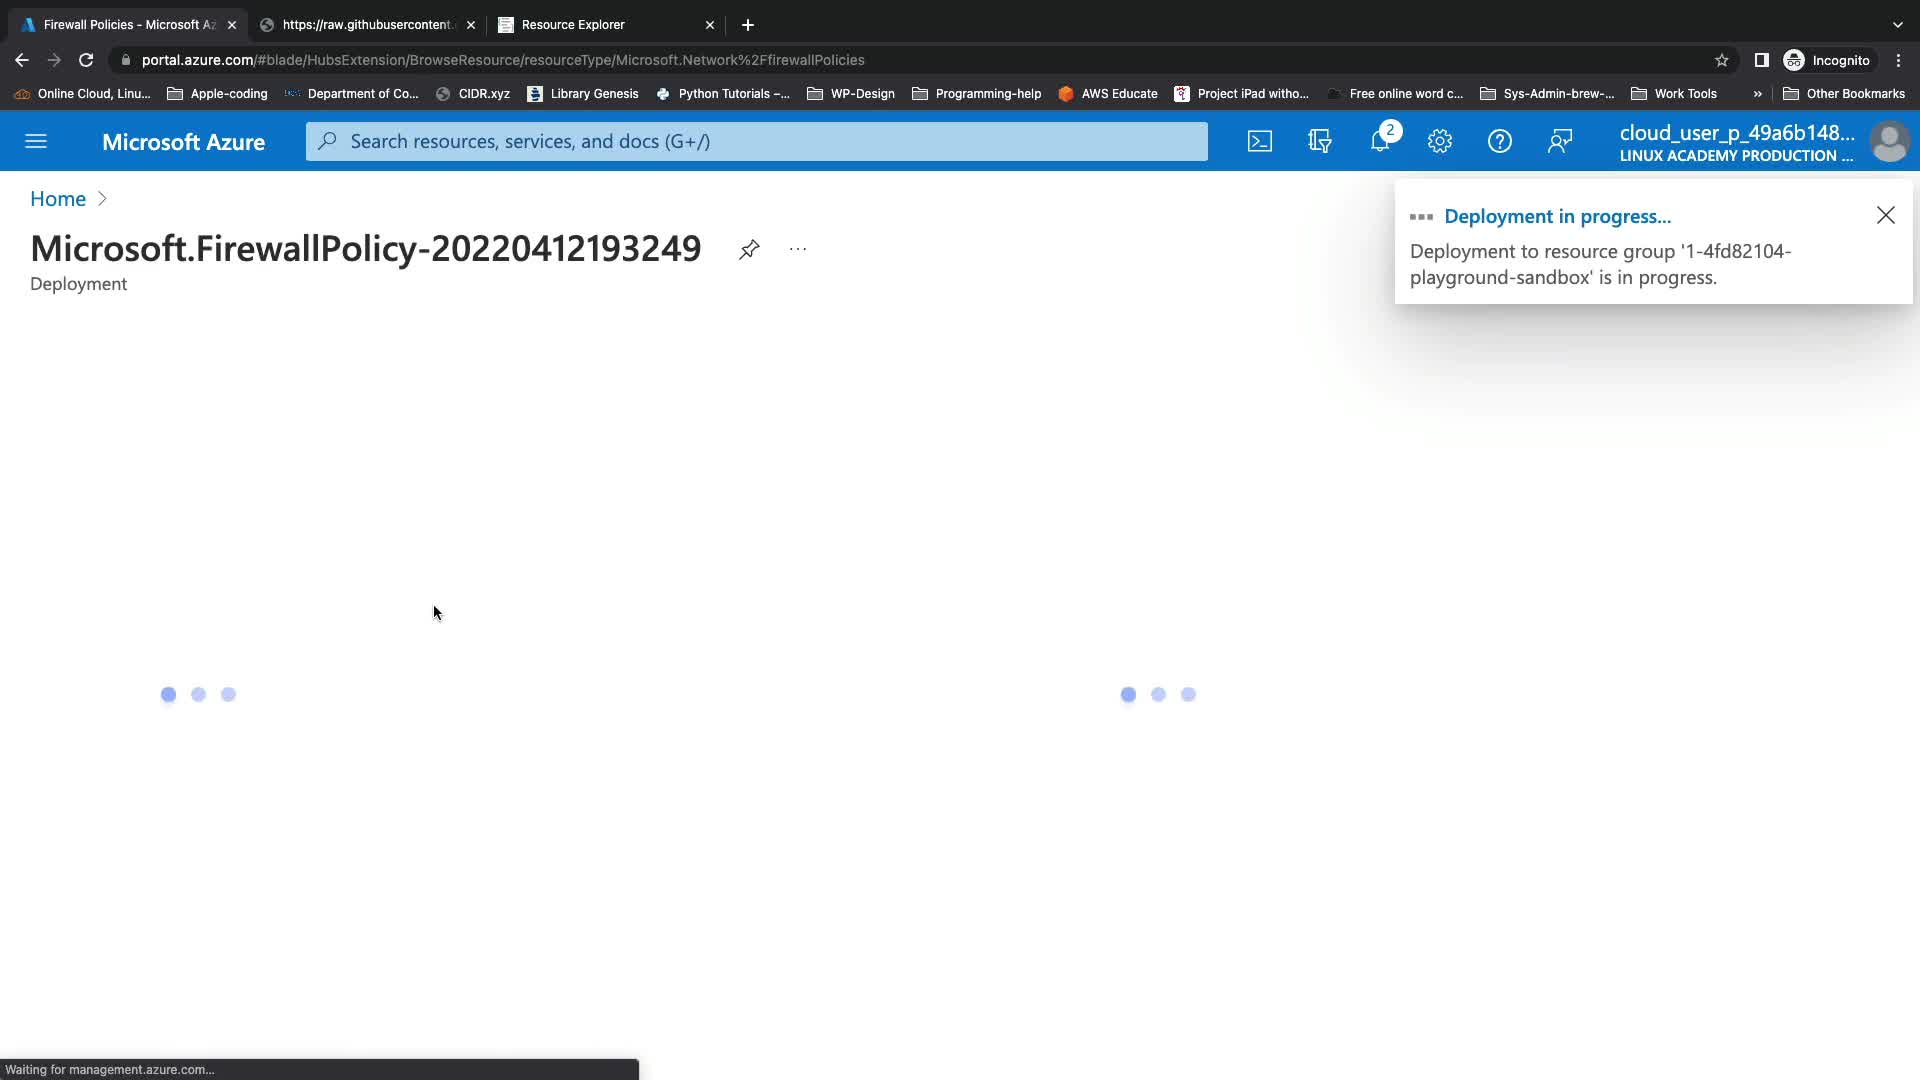 Firewall Policies - Microsoft Az
https://raw.githubusercontent.
Resource Explorer
portal.azure.com/#blade/HubsExtension/BrowseResource/resourceType/Microsoft.Network%2FfirewallPolicies
Incognito
Online Cloud, Linu...
Apple-coding
Department of Co...
CIDR.xyz
Library Genesis
Python Tutorials –...
WP-Design
Programming-help
AWS Educate
Project iPad witho...
Free online word c...
Sys-Admin-brew-...
Work Tools
»
Other Bookmarks
Microsoft Azure
Search resources, services, and docs (G+/)
2
cloud_user_p_49a6b148...
LINUX ACADEMY PRODUCTION ...
Home
Microsoft.FirewallPolicy-20220412193249
...
Deployment
Deployment in progress...
Deployment to resource group '1-4fd82104-
playground-sandbox' is in progress.
Waiting for management.azure.com...